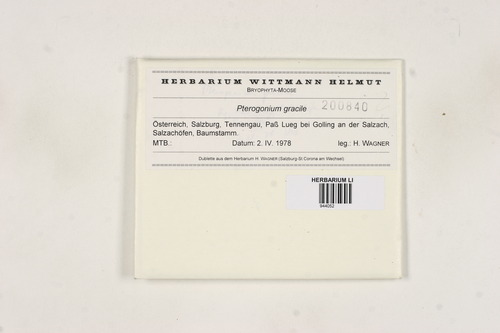 HERBARIUM WITTMANN HELMUT
BRYOPHYTA-MOOSE
Pterogonium gracile 200840
Österreich, Salzburg, Tennengau, Paß Lueg bei Golling an der Salzach,
Salzachöfen, Baumstamm.
MTB.: Datum: 2. IV. 1978 leg.: H. WAGNER
Dublette aus dem Herbarium H. WAGNER (Salzburg-St.Corona am Wechsel)
HERBARIUM LI
944052